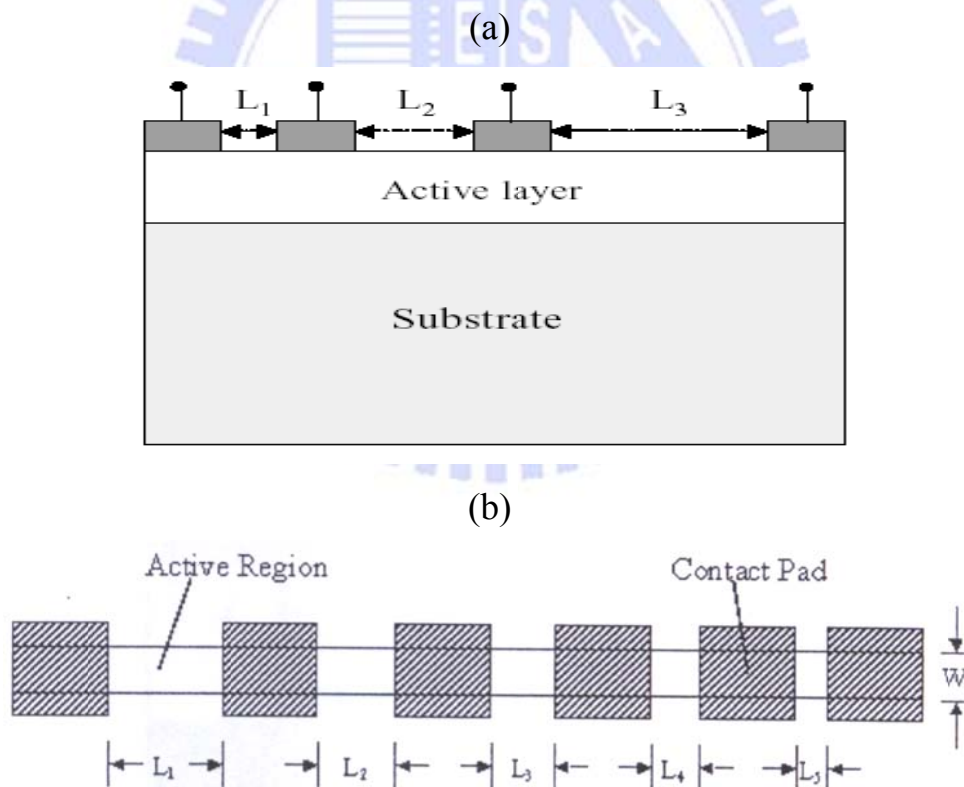 (a)
E S A
L1 L2 L3
Active layer
Substrate
(b)
Active Region Contact Pad
W
L1 L2 L3 L4 L5